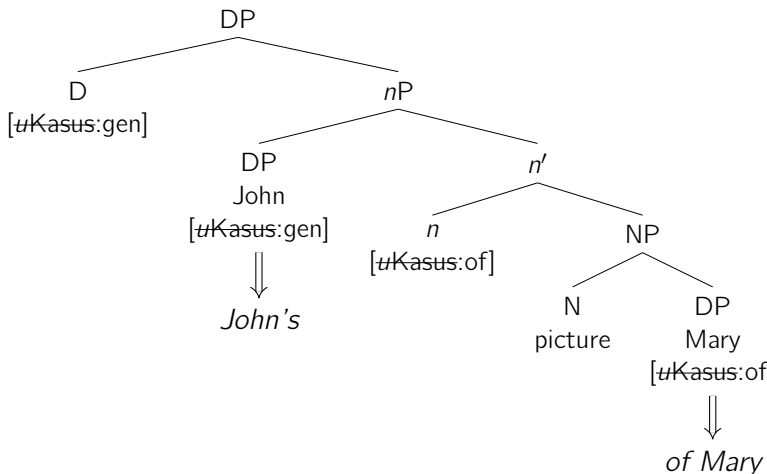 DP
D nP
[uKasus:gen]
DP n′
John
[uKasus:gen] n NP
[uKasus:of]
John's N DP
picture Mary
[uKasus:of
of Mary